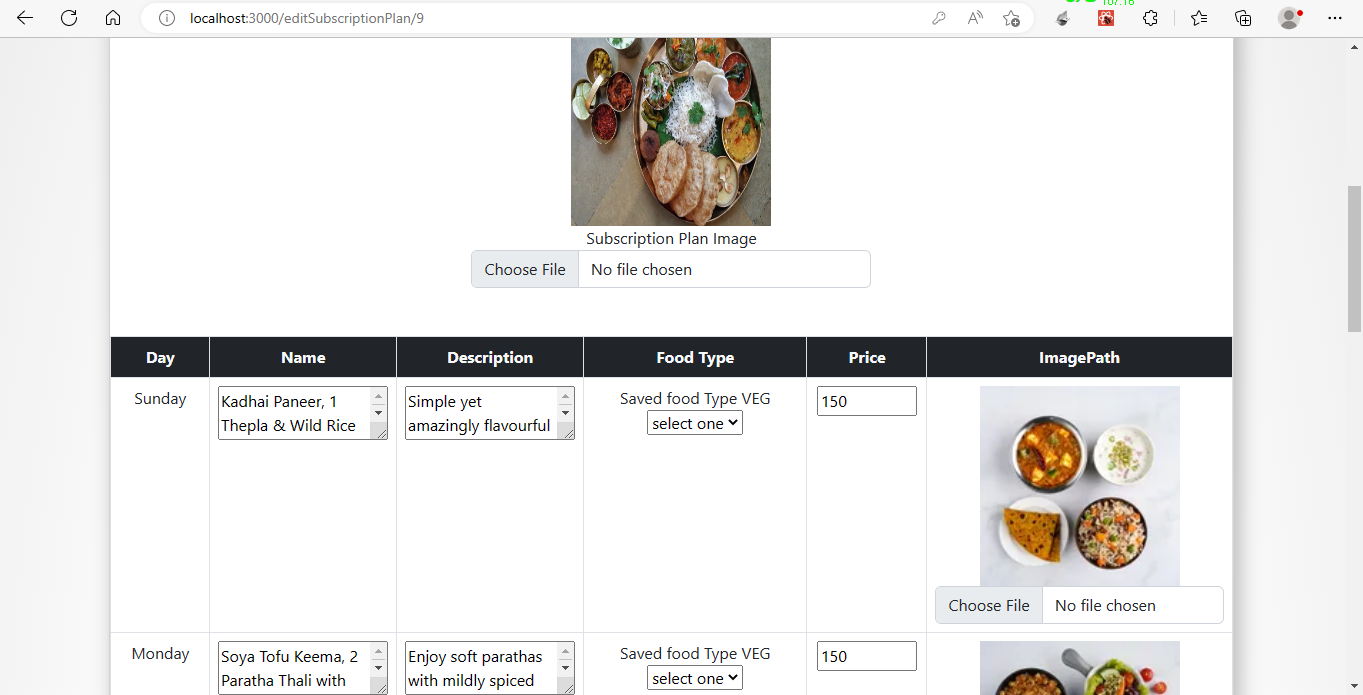 localhost:3000/editSubscriptionPlan/9
Subscription Plan Image
Choose File No file chosen
Day Name Description Food Type Price ImagePath
Sunday
Kadhai Paneer, 1
Thepla & Wild Rice
Simple yet
amazingly flavourful
Saved food Type VEG
select one
150
Choose File No file chosen
Monday
Soya Tofu Keema, 2
Paratha Thali with
Enjoy soft parathas
with mildly spiced
Saved food Type VEG
select one
150